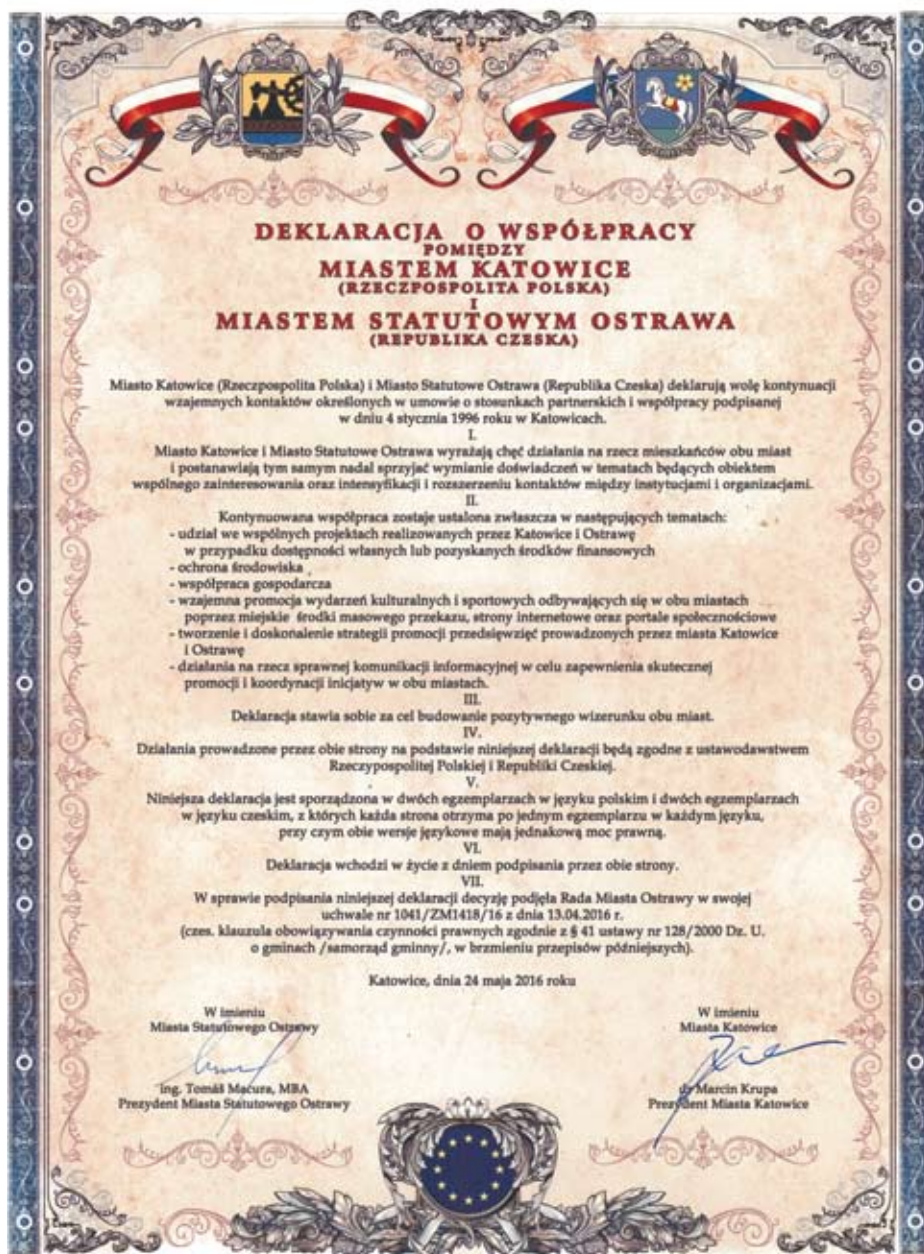 DEKLARACJA O WSPÓŁPRACY
POMIĘDZY
MIASTEM KATOWICE
(RZECZPOSPOLITA POLSKA)
I
MIASTEM STATUTOWYM OSTRAWA
(REPUBLIKA CZESKA)
Miasto Katowice (Rzeczpospolita Polska) i Miasto Statutowe Ostrawa (Republika Czeska) deklarują wolę kontynuacji
wzajemnych kontaktów określonych w umowie o stosunkach partnerskich i współpracy podpisanej
w dniu 4 stycznia 1996 roku w Katowicach.
I.
Miasto Katowice i Miasto Statutowe Ostrawa wyrażają chęć działania na rzecz mieszkańców obu miast
i postanawiają tym samym nadal sprzyjać wymianie doświadczeń w tematach będących obiektem
wspólnego zainteresowania oraz intensyfikacji i rozszerzeniu kontaktów między instytucjami i organizacjami.
II.
Kontynuowana współpraca zostaje ustalona zwłaszcza w następujących tematach:
- udział we wspólnych projektach realizowanych przez Katowice i Ostrawę
w przypadku dostępności własnych lub pozyskanych środków finansowych
- ochrona środowiska
- współpraca gospodarcza
- wzajemna promocja wydarzeń kulturalnych i sportowych odbywających się w obu miastach
poprzez miejskie środki masowego przekazu, strony internetowe oraz portale społecznościowe
- tworzenie i doskonalenie strategii promocji przedsięwzięć prowadzonych przez miasta Katowice
i Ostrawę
- działania na rzecz sprawnej komunikacji informacyjnej w celu zapewnienia skutecznej
promocji i koordynacji inicjatyw w obu miastach.
III.
Deklaracja stawia sobie za cel budowanie pozytywnego wizerunku obu miast.
IV.
Działania prowadzone przez obie strony na podstawie niniejszej deklaracji będą zgodne z ustawodawstwem
Rzeczypospolitej Polskiej i Republiki Czeskiej.
V.
Niniejsza deklaracja jest sporządzona w dwóch egzemplarzach w języku polskim i dwóch egzemplarzach
w języku czeskim, z których każda strona otrzyma po jednym egzemplarzu w każdym języku,
przy czym obie wersje językowe mają jednakową moc prawną.
VI.
Deklaracja wchodzi w życie z dniem podpisania przez obie strony.
VII.
W sprawie podpisania niniejszej deklaracji decyzję podjęła Rada Miasta Ostrawy w swojej
uchwale nr 1041/ZM1418/16 z dnia 13.04.2016 r.
(czes. klauzula obowiązywania czynności prawnych zgodnie z § 41 ustawy nr 128/2000 Dz. U.
o gminach /samorząd gminny/, w brzmieniu przepisów późniejszych).
Katowice, dnia 24 maja 2016 roku
W imieniu
Miasta Statutowego Ostrawy
ing. Tomáš Macura, MBA
Prezydent Miasta Statutowego Ostrawy
W imieniu
Miasta Katowice
dr Marcin Krupa
Prezydent Miasta Katowice